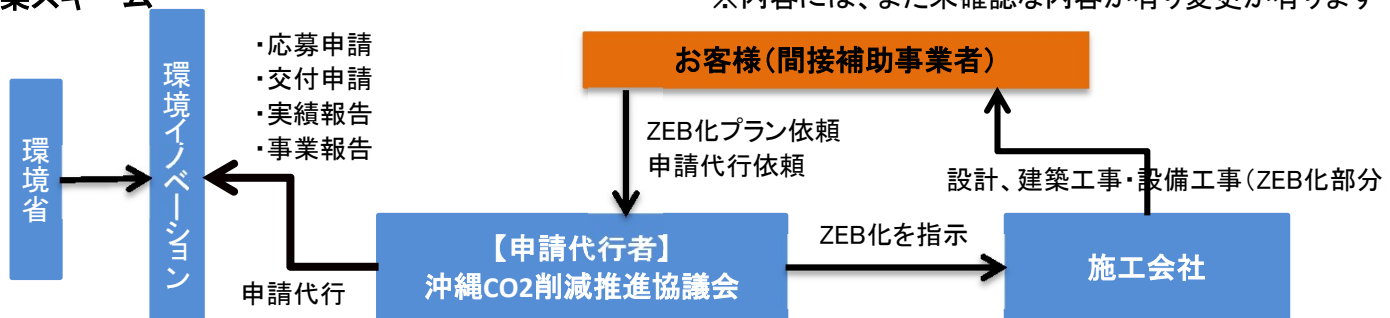 業スキーム
※内容には、まだ未確認な内容が有り変更が有ります
・応募申請
・交付申請
・実績報告
・事業報告
お客様（間接補助事業者）
環境省
環境イノベーション
ZEB化プラン依頼
申請代行依頼
設計、建築工事・設備工事（ZEB化部分
【申請代行者】
沖縄CO2削減推進協議会
ZEB化を指示
施工会社
申請代行